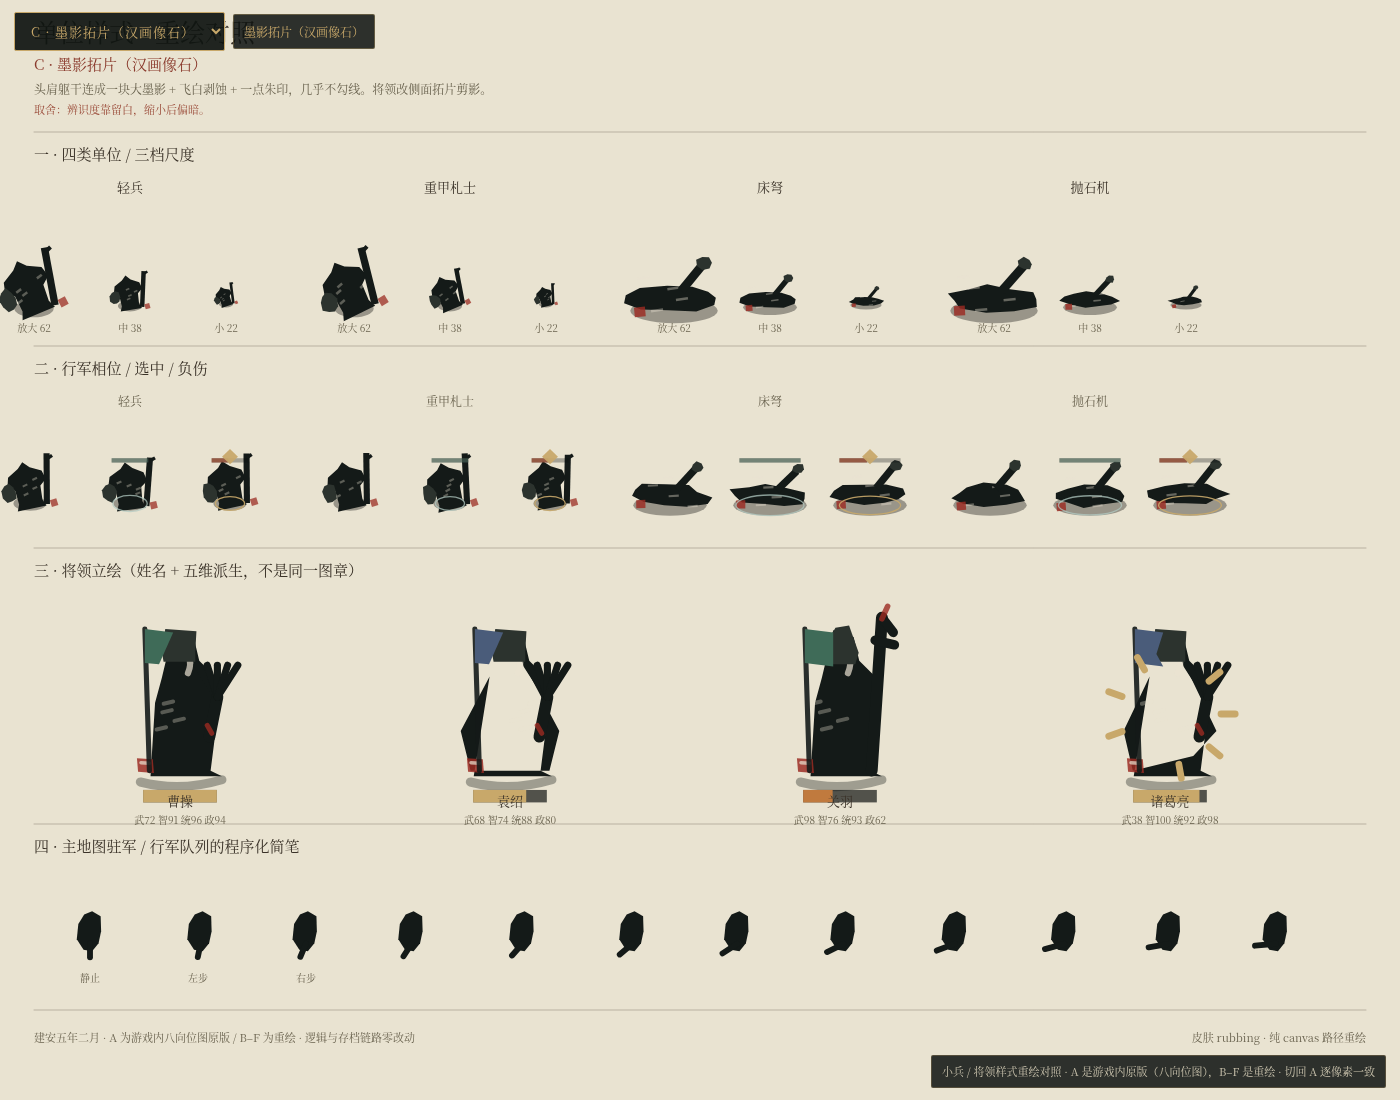 单位样式 · 重绘对照
C · 墨影拓片（汉画像石）
墨影拓片（汉画像石）
C · 墨影拓片（汉画像石）
头肩躯干连成一块大墨影 + 飞白剥蚀 + 一点朱印，几乎不勾线。将领改侧面拓片剪影。
取舍：辨识度靠留白，缩小后偏暗。
一 · 四类单位 / 三档尺度
轻兵 重甲札士 床弩 抛石机
放大 62 中 38 小 22 放大 62 中 38 小 22 放大 62 中 38 小 22 放大 62 中 38 小 22
二 · 行军相位 / 选中 / 负伤
轻兵 重甲札士 床弩 抛石机
三 · 将领立绘（姓名 + 五维派生，不是同一图章）
曹操 袁绍 关羽 诸葛亮
武72 智91 统96 政94 武68 智74 统88 政80 武98 智76 统93 政62 武38 智100 统92 政98
四 · 主地图驻军 / 行军队列的程序化简笔
静止 左步 右步
建安五年二月 · A 为游戏内八向位图原版 / B–F 为重绘 · 逻辑与存档链路零改动
皮肤 rubbing · 纯 canvas 路径重绘
小兵 / 将领样式重绘对照 · A 是游戏内原版（八向位图），B–F 是重绘 · 切回 A 逐像素一致